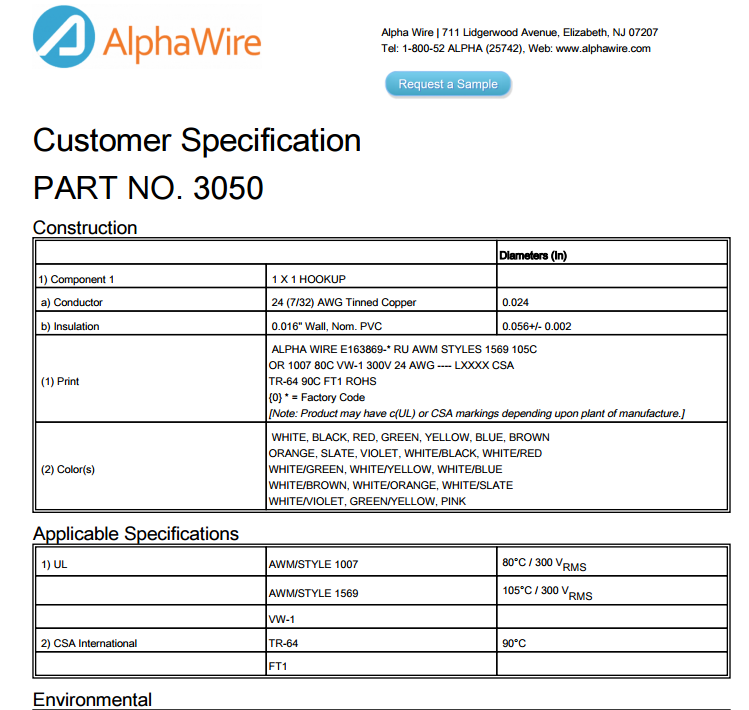 AlphaWire
Alpha Wire | 711 Lidgerwood Avenue, Elizabeth, NJ 07207
Tel: 1-800-52 ALPHA (25742), Web: www.alphawire.com
Request a Sample
Customer Specification
PART NO. 3050
Construction
Diameters (In)
1) Component 1 1 X 1 HOOKUP
a) Conductor 24 (7/32) AWG Tinned Copper 0.024
b) Insulation 0.016" Wall, Nom. PVC 0.056+/- 0.002
(1) Print
ALPHA WIRE E163869-* RU AWM STYLES 1569 105C
OR 1007 80C VW-1 300V 24 AWG ---- LXXXX CSA
TR-64 90C FT1 ROHS
{0} * = Factory Code
[Note: Product may have c(UL) or CSA markings depending upon plant of manufacture.]
(2) Color(s)
WHITE, BLACK, RED, GREEN, YELLOW, BLUE, BROWN
ORANGE, SLATE, VIOLET, WHITE/BLACK, WHITE/RED
WHITE/GREEN, WHITE/YELLOW, WHITE/BLUE
WHITE/BROWN, WHITE/ORANGE, WHITE/SLATE
WHITE/VIOLET, GREEN/YELLOW, PINK
Applicable Specifications
1) UL AWM/STYLE 1007 80°C / 300 VRMS
AWM/STYLE 1569 105°C / 300 VRMS
VW-1
2) CSA International TR-64 90°C
FT1
Environmental